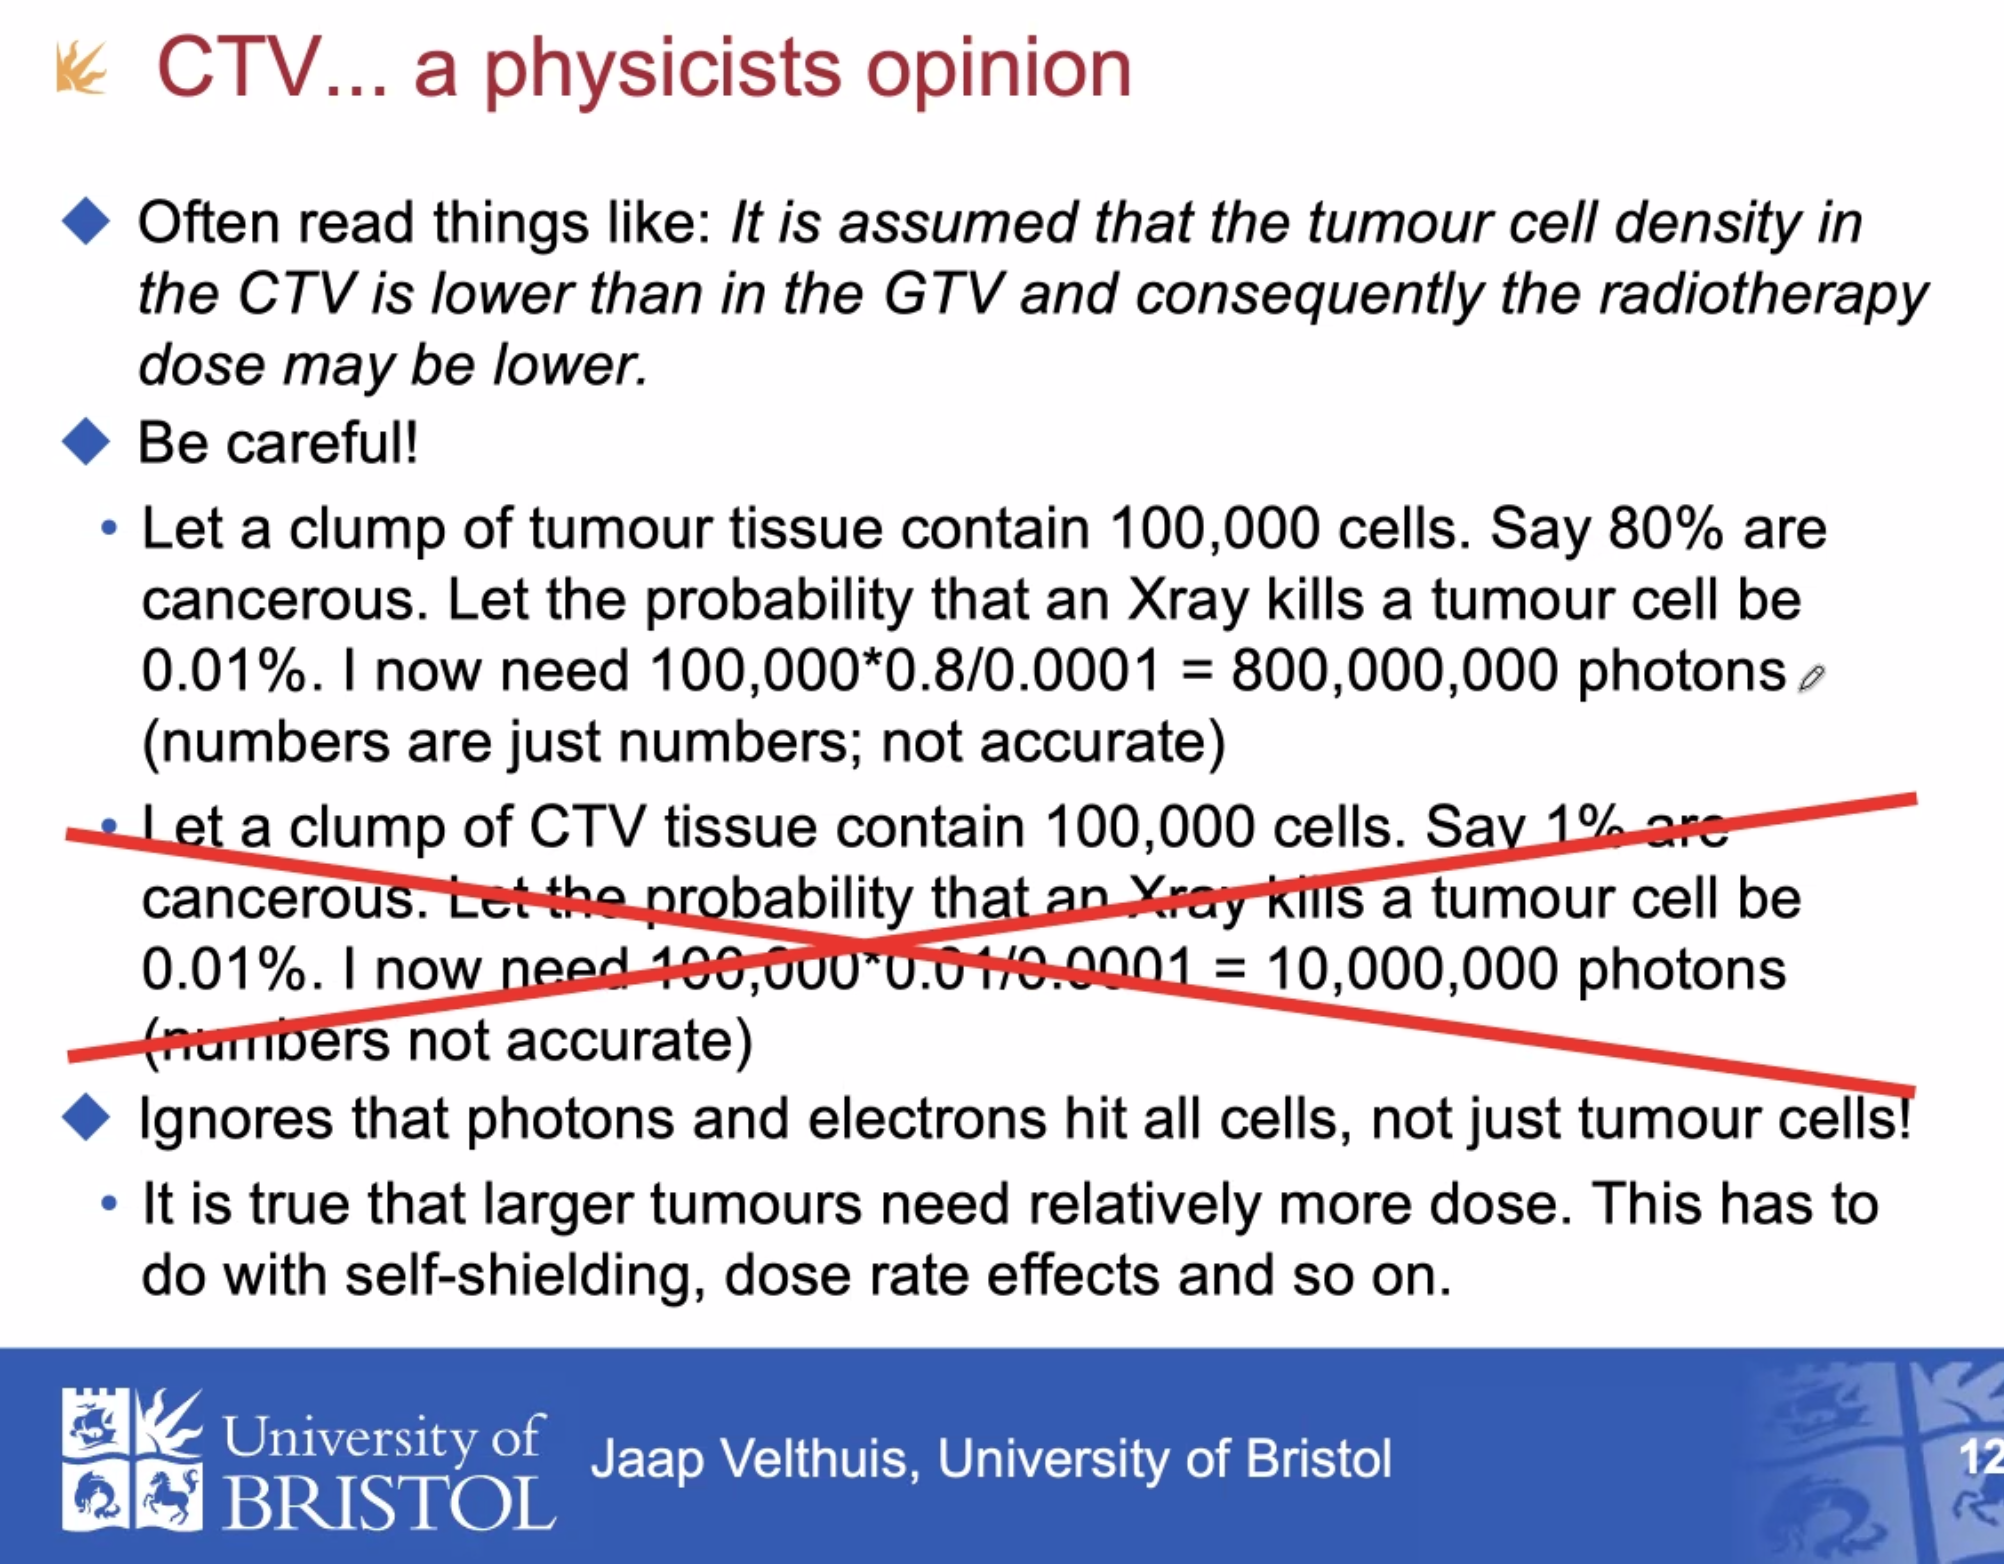 CTV... a physicists opinion
Often read things like: It is assumed that the tumour cell density in
the CTV is lower than in the GTV and consequently the radiotherapy
dose may be lower.
Be careful!
Let a clump of tumour tissue contain 100,000 cells. Say 80% are
cancerous. Let the probability that an Xray kills a tumour cell be
0.01%. I now need 100,000*0.8/0.0001 = 800,000,000 photons
(numbers are just numbers; not accurate)
Let a clump of CTV tissue contain 100,000 cells. Say 1% are
cancerous. Let the probability that an Xray kills a tumour cell be
0.01%. I now need 100,000*0.01/0.0001 = 10,000,000 photons
(numbers not accurate)
Ignores that photons and electrons hit all cells, not just tumour cells!
It is true that larger tumours need relatively more dose. This has to
do with self-shielding, dose rate effects and so on.
University of
BRISTOL
Jaap Velthuis, University of Bristol
12